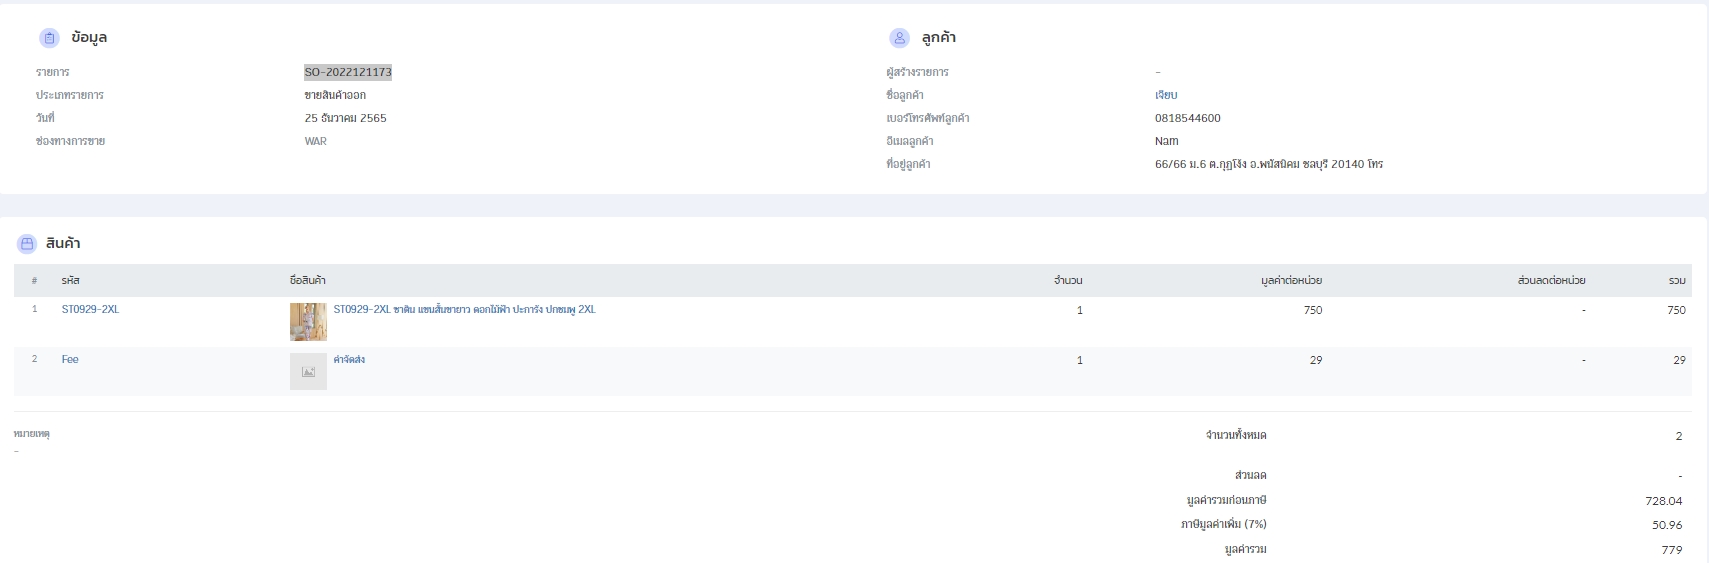 ข้อมูล
รายการ SO-2022121173
ประเภทรายการ ขายสินค้าออก
วันที่ 25 ธันวาคม 2565
ช่องทางการขาย WAR
ลูกค้า
ผู้สร้างรายการ -
ชื่อลูกค้า เจี๊ยบ
เบอร์โทรศัพท์ลูกค้า 0818544600
อีเมลลูกค้า Nam
ที่อยู่ลูกค้า 66/66 ม.6 ต.กุฎโง้ง อ.พนัสนิคม ชลบุรี 20140 โทร
สินค้า
# รหัส ชื่อสินค้า จำนวน มูลค่าต่อหน่วย ส่วนลดต่อหน่วย รวม
1 ST0929-2XL ST0929-2XL ซาติน แขนสั้นขายาว ดอกไม้ฟ้า ปะการัง ปกชมพู 2XL 1 750 - 750
2 Fee ค่าจัดส่ง 1 29 - 29
หมายเหตุ
-
จำนวนทั้งหมด 2
ส่วนลด -
มูลค่ารวมก่อนภาษี 728.04
ภาษีมูลค่าเพิ่ม (7%) 50.96
มูลค่ารวม 779